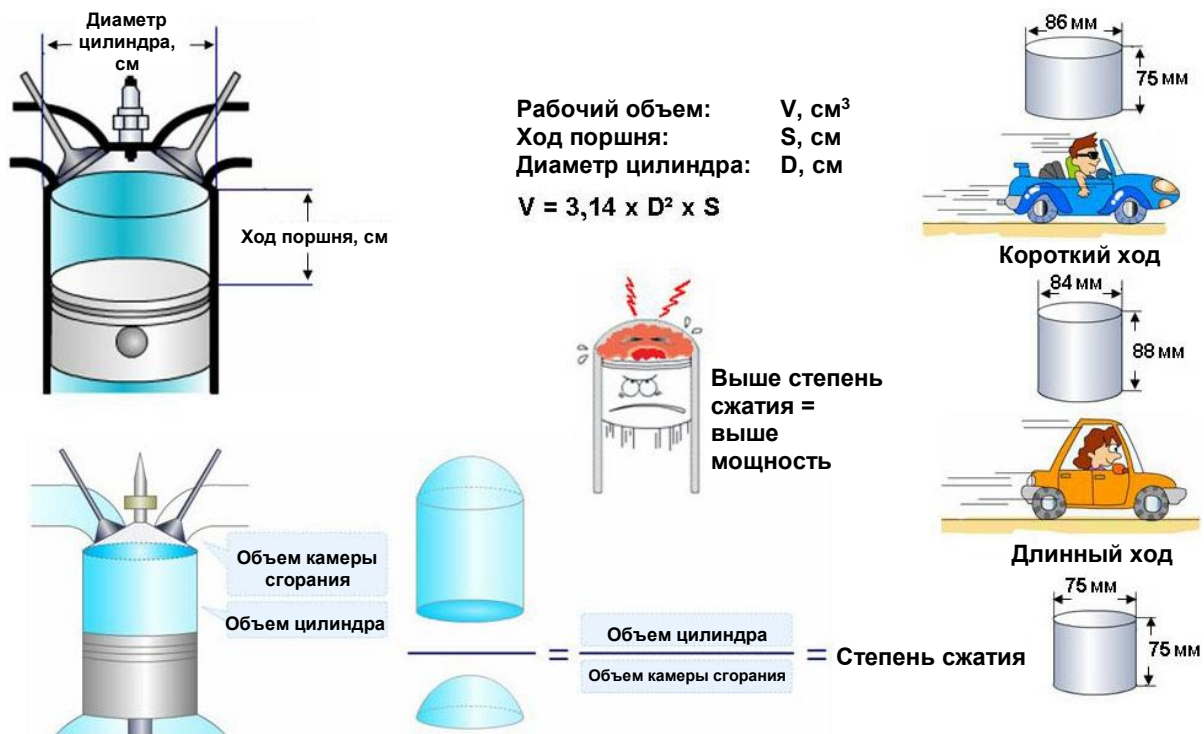 Диаметр
цилиндра,
см
Ход поршня, см
Рабочий объем: V, см³
Ход поршня: S, см
Диаметр цилиндра: D, см
V = 3,14 x D² x S
86 мм
75 мм
Короткий ход
84 мм
88 мм
Длинный ход
75 мм
75 мм
Выше степень
сжатия =
выше
мощность
Объем камеры
сгорания
Объем цилиндра
=
Объем цилиндра
Объем камеры сгорания
= Степень сжатия